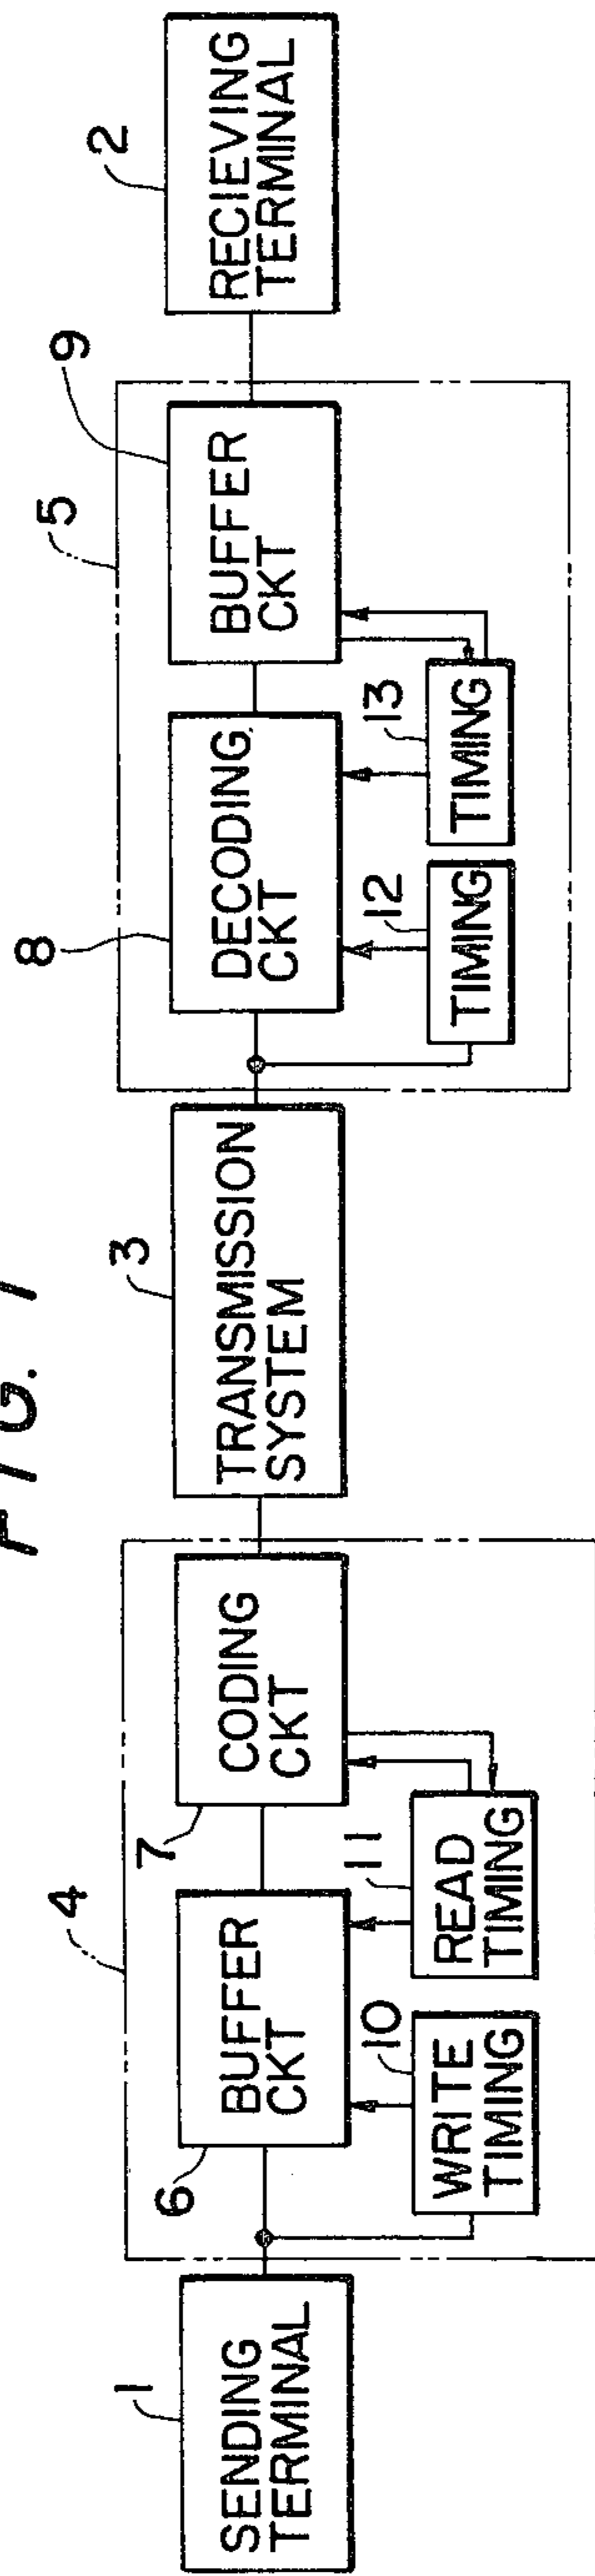 FIG. 1
1
SENDING
TERMINAL
4
6
BUFFER
CKT
7
CODING
CKT
10
WRITE
TIMING
11
READ
TIMING
3
TRANSMISSION
SYSTEM
5
8
DECODING
CKT
9
BUFFER
CKT
12
TIMING
13
TIMING
2
RECIEVING
TERMINAL